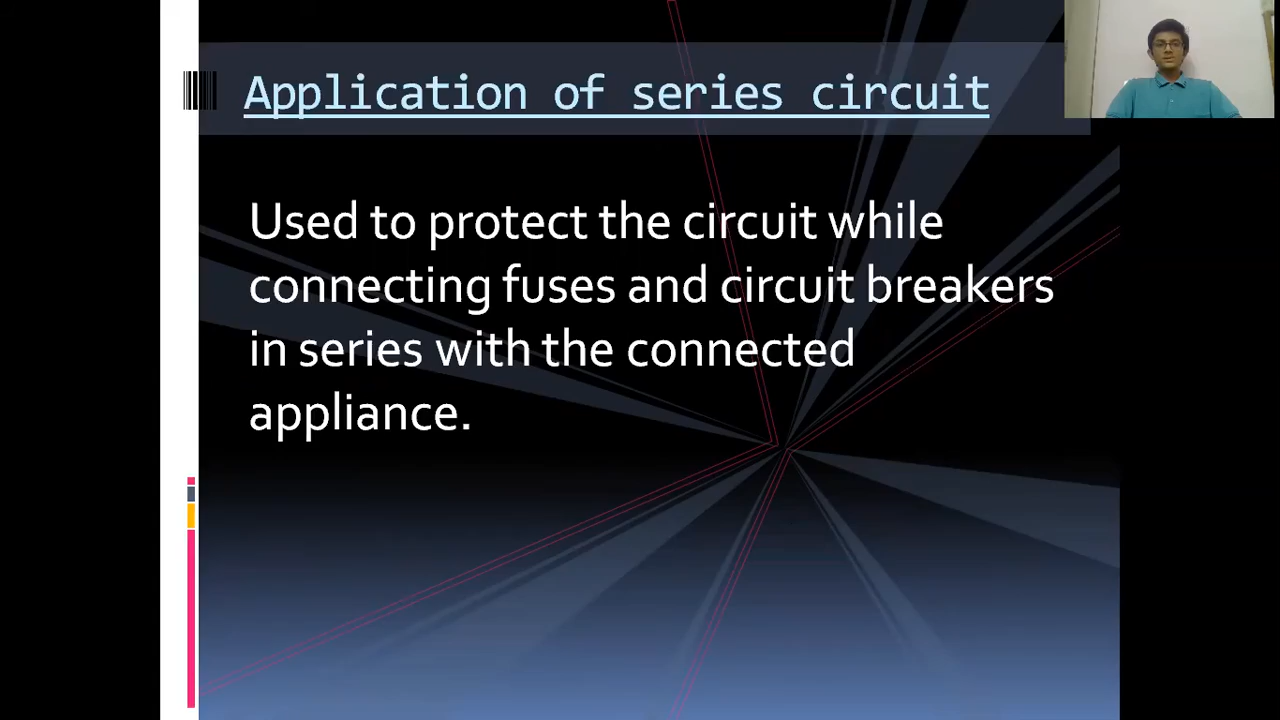 Application of series circuit
Used to protect the circuit while
connecting fuses and circuit breakers
in series with the connected
appliance.